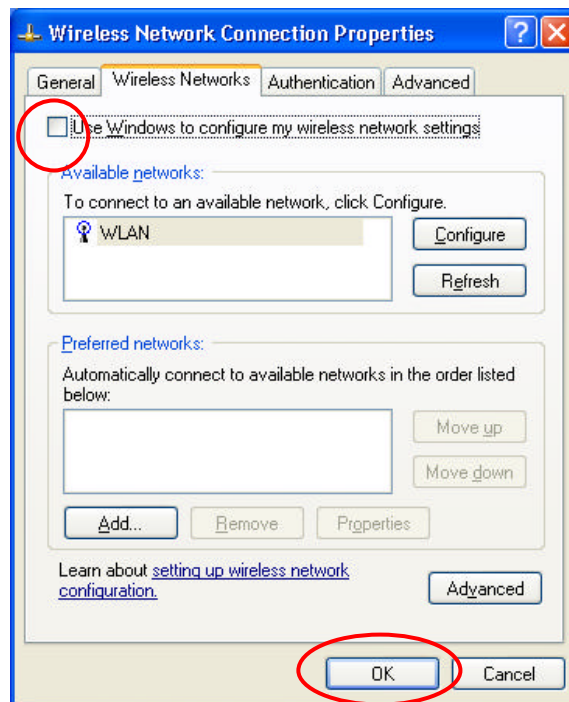 Wireless Network Connection Properties
General Wireless Networks Authentication Advanced
Use Windows to configure my wireless network settings
Available networks:
To connect to an available network, click Configure.
WLAN
Configure
Refresh
Preferred networks:
Automatically connect to available networks in the order listed
below:
Move up
Move down
Add... Remove Properties
Learn about setting up wireless network
configuration.
Advanced
OK Cancel